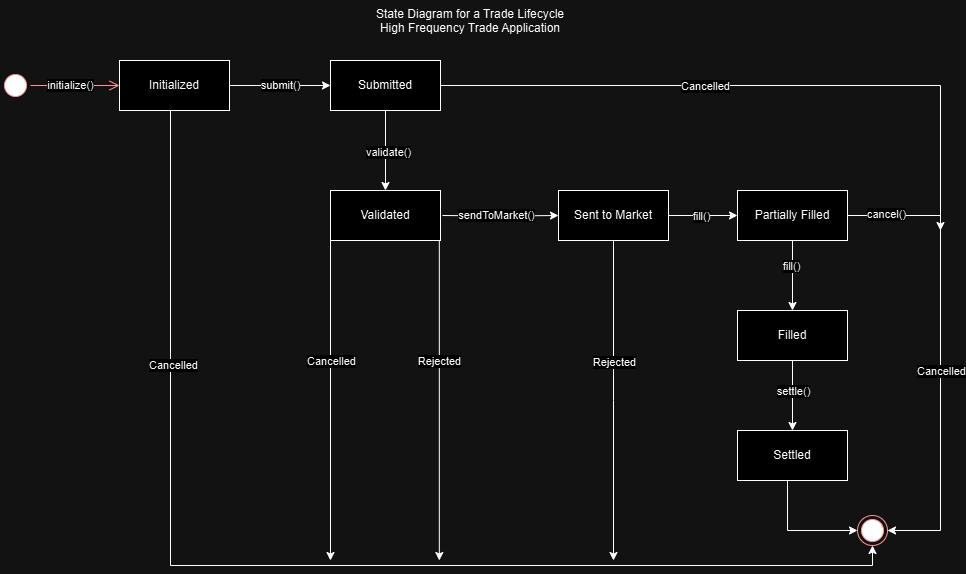 State Diagram for a Trade Lifecycle
High Frequency Trade Application
initialize()
Initialized
submit()
Submitted
Cancelled
validate()
Validated
sendToMarket()
Sent to Market
fill()
Partially Filled
cancel()
fill()
Filled
Cancelled
Cancelled
Rejected
Rejected
Cancelled
settle()
Settled